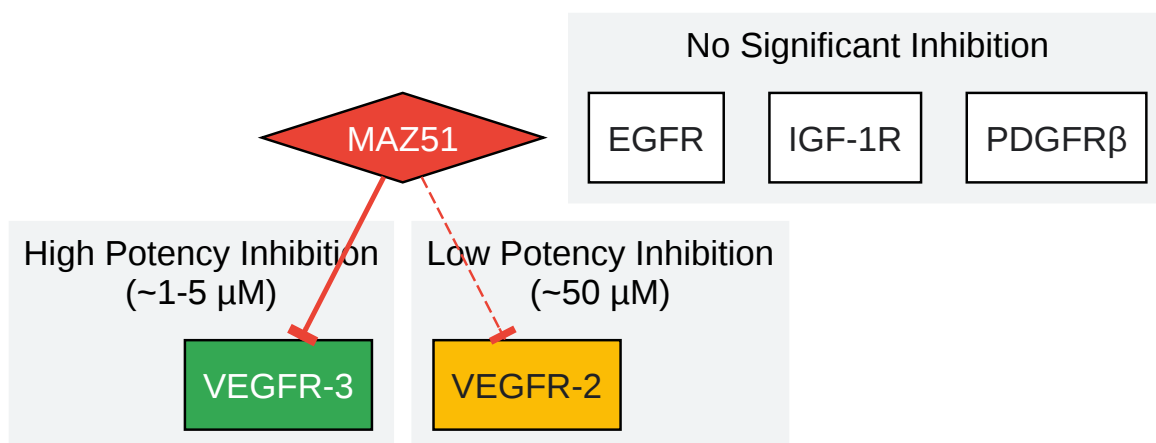 No Significant Inhibition
MAZ51
EGFR
IGF-1R
PDGFRβ
High Potency Inhibition
(~1-5 µM)
Low Potency Inhibition
(~50 µM)
VEGFR-3
VEGFR-2